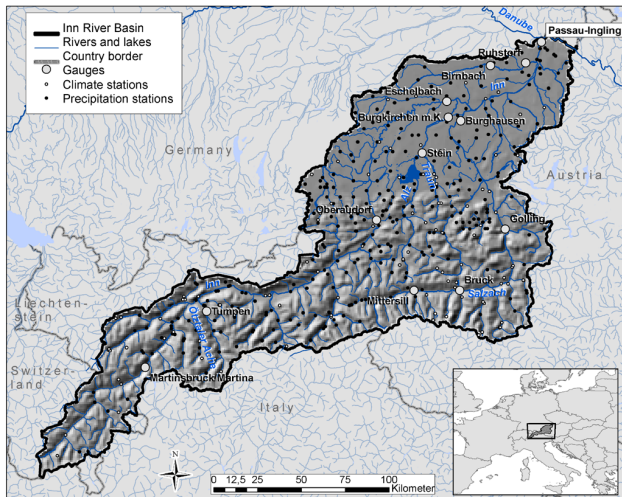 Inn River Basin
Rivers and lakes
Country border
Gauges
Climate stations
Precipitation stations
Danube
Passau-Ingling
Ruhstorf
Birnbach
Inn
Eschelbach
Burgkirchen m.K.
Burghausen
Germany
Stein
Austria
Alz
Traun
Oberaudorf
Golling
Inn
Bruck
Salzach
Mittersill
Liechten-
stein
Tumpen
Ötztaler Ache
Switzer-
land
Martinsbruck/Martina
Italy
N
0 12,5 25 50 75 100
Kilometer